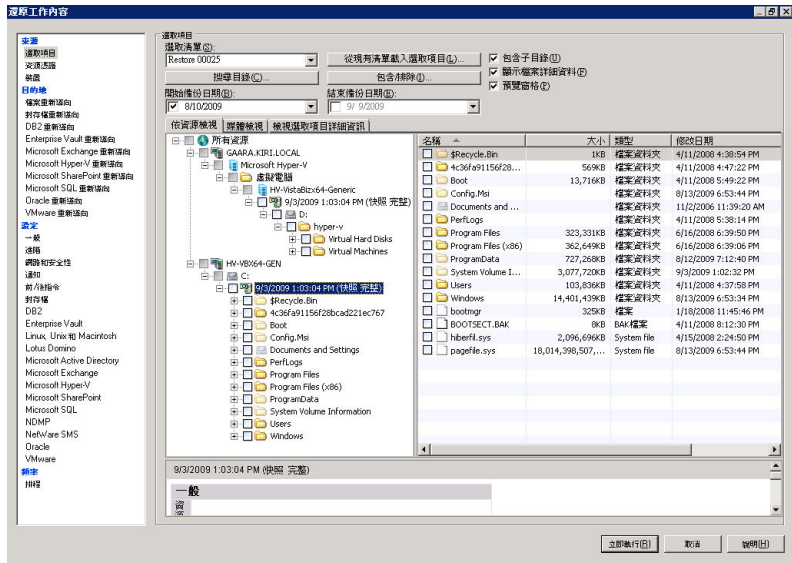 還原工作內容
來源
選取項目
資源憑證
裝置
目的地
檔案重新導向
封存檔重新導向
DB2 重新導向
Enterprise Vault 重新導向
Microsoft Exchange 重新導向
Microsoft Hyper-V 重新導向
Microsoft SharePoint 重新導向
Microsoft SQL 重新導向
Oracle 重新導向
VMware 重新導向
設定
一般
進階
網路和安全性
通知
前/後指令
封存檔
DB2
Enterprise Vault
Linux, Unix 和 Macintosh
Lotus Domino
Microsoft Active Directory
Microsoft Exchange
Microsoft Hyper-V
Microsoft SharePoint
Microsoft SQL
NDMP
NetWare SMS
Oracle
VMware
頻率
排程
選取項目
選取清單(S):
Restore 00025
從現有清單載入選取項目(L)...
搜尋目錄(C)...
包含/排除(I)...
包含子目錄(U)
顯示檔案詳細資料(F)
預覽窗格(P)
開始備份日期(B):
8/10/2009
結束備份日期(E):
9/ 9/2009
依資源檢視
媒體檢視
檢視選取項目詳細資訊
所有資源
GAARA.KIRI.LOCAL
Microsoft Hyper-V
虛擬電腦
HV-VistaBizx64-Generic
9/3/2009 1:03:04 PM (快照 完整)
D:
hyper-v
Virtual Hard Disks
Virtual Machines
HV-VBX64-GEN
C:
9/3/2009 1:03:04 PM (快照 完整)
$Recycle.Bin
4c36fa91156f28bcad221ec767
Boot
Config.Msi
Documents and Settings
PerfLogs
Program Files
Program Files (x86)
ProgramData
System Volume Information
Users
Windows
名稱 大小 類型 修改日期
$Recycle.Bin 1KB 檔案資料夾 4/11/2008 4:38:54 PM
4c36fa91156f28... 569KB 檔案資料夾 4/11/2008 4:47:22 PM
Boot 13,716KB 檔案資料夾 4/11/2008 5:49:22 PM
Config.Msi 檔案資料夾 8/13/2009 6:53:44 PM
Documents and ... 檔案資料夾 11/2/2006 11:39:20 AM
PerfLogs 檔案資料夾 4/11/2008 5:38:14 PM
Program Files 323,331KB 檔案資料夾 6/16/2008 6:39:50 PM
Program Files (x86) 362,649KB 檔案資料夾 6/16/2008 6:39:06 PM
ProgramData 727,268KB 檔案資料夾 8/12/2009 7:12:40 PM
System Volume I... 3,077,720KB 檔案資料夾 9/3/2009 1:02:32 PM
Users 103,836KB 檔案資料夾 4/11/2008 4:37:58 PM
Windows 14,401,439KB 檔案資料夾 8/13/2009 6:53:34 PM
bootmgr 325KB 檔案 1/18/2008 11:45:46 PM
BOOTSECT.BAK 8KB BAK檔案 4/11/2008 8:12:30 PM
hiberfil.sys 2,096,696KB System file 4/15/2008 2:24:50 PM
pagefile.sys 18,014,398,507,... System file 8/13/2009 6:53:44 PM
9/3/2009 1:03:04 PM (快照 完整)
一般
資
源
立即執行(R)
取消
說明(H)